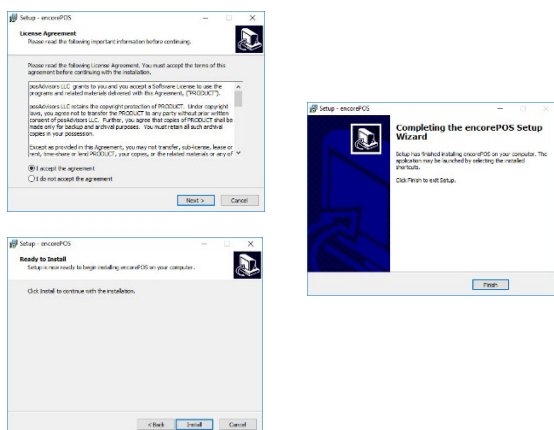 Setup - encorePOS
License Agreement
Please read the following important information before continuing.
Please read the following License Agreement. You must accept the terms of this
agreement before continuing with the installation.
posAdvisors LLC grants to you and you accept a Software License to use the
programs and related materials delivered with this Agreement, ("PRODUCT").
posAdvisors LLC retains the copyright protection of PRODUCT. Under copyright
laws, you agree not to transfer the PRODUCT to any party without prior written
consent of posAdvisors LLC. Further, you agree that copies of PRODUCT shall be
made only for backup and archival purposes. You must retain all such archival
copies in your possession.
Except as provided in this Agreement, you may not transfer, sub-license, lease or
rent, time-share or lend PRODUCT, your copies, or the related materials or any of
I accept the agreement
I do not accept the agreement
Next > Cancel
Setup - encorePOS
Ready to Install
Setup is now ready to begin installing encorePOS on your computer.
Click Install to continue with the installation.
< Back Install Cancel
Setup - encorePOS
Completing the encorePOS Setup
Wizard
Setup has finished installing encorePOS on your computer. The
application may be launched by selecting the installed
shortcuts.
Click Finish to exit Setup.
Finish